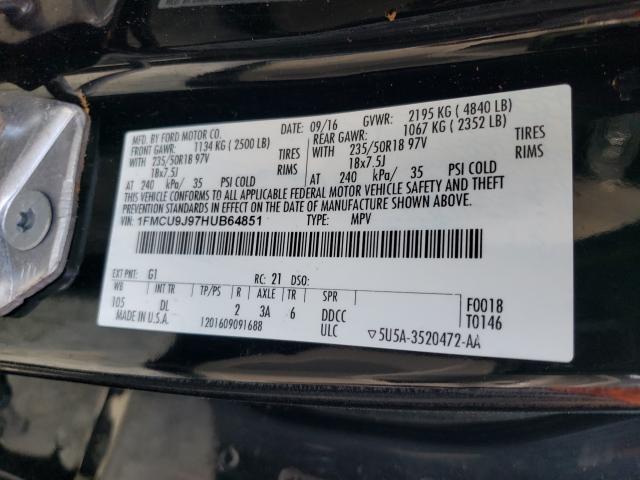 MFD. BY FORD MOTOR CO. DATE: 09/16 GVWR: 2195 KG ( 4840 LB)
FRONT GAWR: 1134 KG ( 2500 LB) REAR GAWR: 1067 KG ( 2352 LB)
WITH 235/50R18 97V TIRES WITH 235/50R18 97V TIRES
18x7.5J RIMS 18x7.5J RIMS
AT 240 kPa/ 35 PSI COLD AT 240 kPa/ 35 PSI COLD
THIS VEHICLE CONFORMS TO ALL APPLICABLE FEDERAL MOTOR VEHICLE SAFETY AND THEFT
PREVENTION STANDARDS IN EFFECT ON THE DATE OF MANUFACTURE SHOWN ABOVE.
VIN: 1FMCU9J97HUB64851 TYPE: MPV
EXT PNT: G1 RC: 21 DSO:
WB INT TR TP/PS R AXLE TR SPR F0018
105 DL 2 3A 6 DDCC T0146
MADE IN U.S.A. 1201609091688 ULC ▽5U5A-3520472-AA